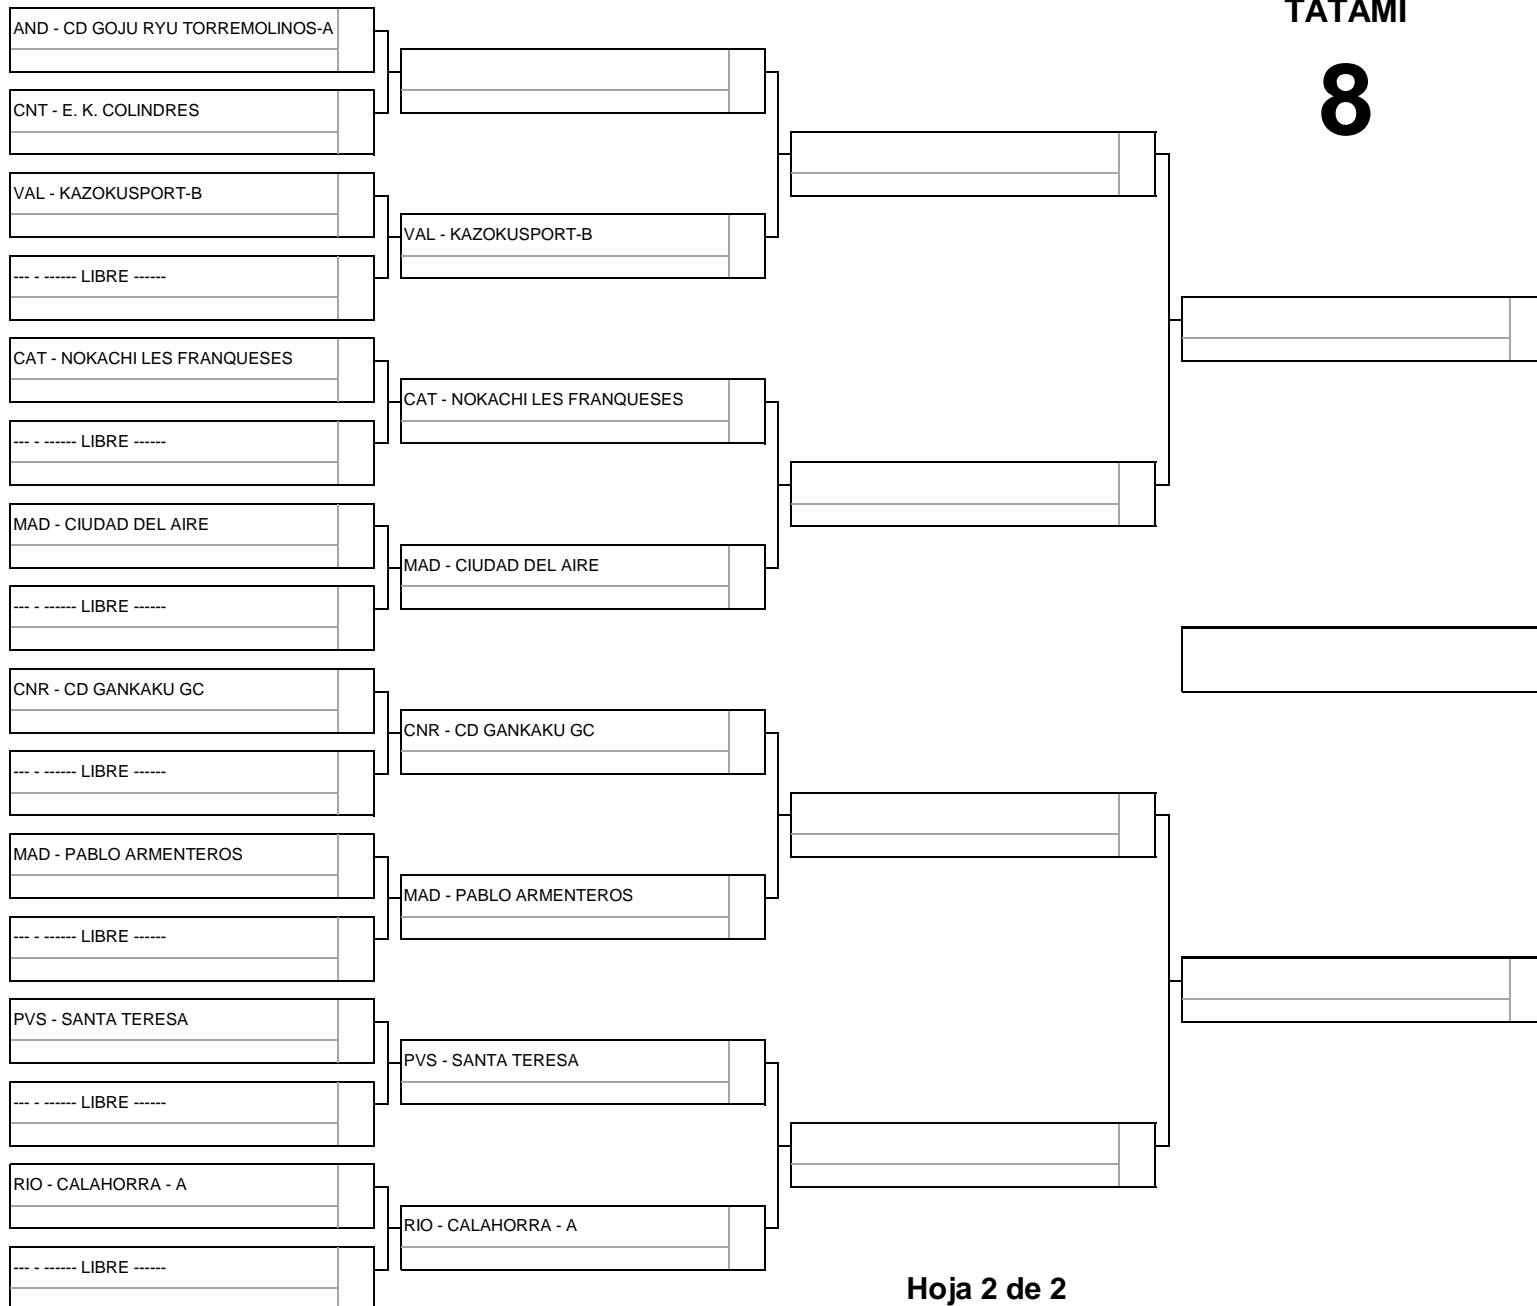 TATAMI
8
AND - CD GOJU RYU TORREMOLINOS-A
CNT - E. K. COLINDRES
VAL - KAZOKUSPORT-B
--- - ------ LIBRE ------
CAT - NOKACHI LES FRANQUESES
--- - ------ LIBRE ------
MAD - CIUDAD DEL AIRE
--- - ------ LIBRE ------
CNR - CD GANKAKU GC
--- - ------ LIBRE ------
MAD - PABLO ARMENTEROS
--- - ------ LIBRE ------
PVS - SANTA TERESA
--- - ------ LIBRE ------
RIO - CALAHORRA - A
--- - ------ LIBRE ------
VAL - KAZOKUSPORT-B
CAT - NOKACHI LES FRANQUESES
MAD - CIUDAD DEL AIRE
CNR - CD GANKAKU GC
MAD - PABLO ARMENTEROS
PVS - SANTA TERESA
RIO - CALAHORRA - A
Hoja 2 de 2